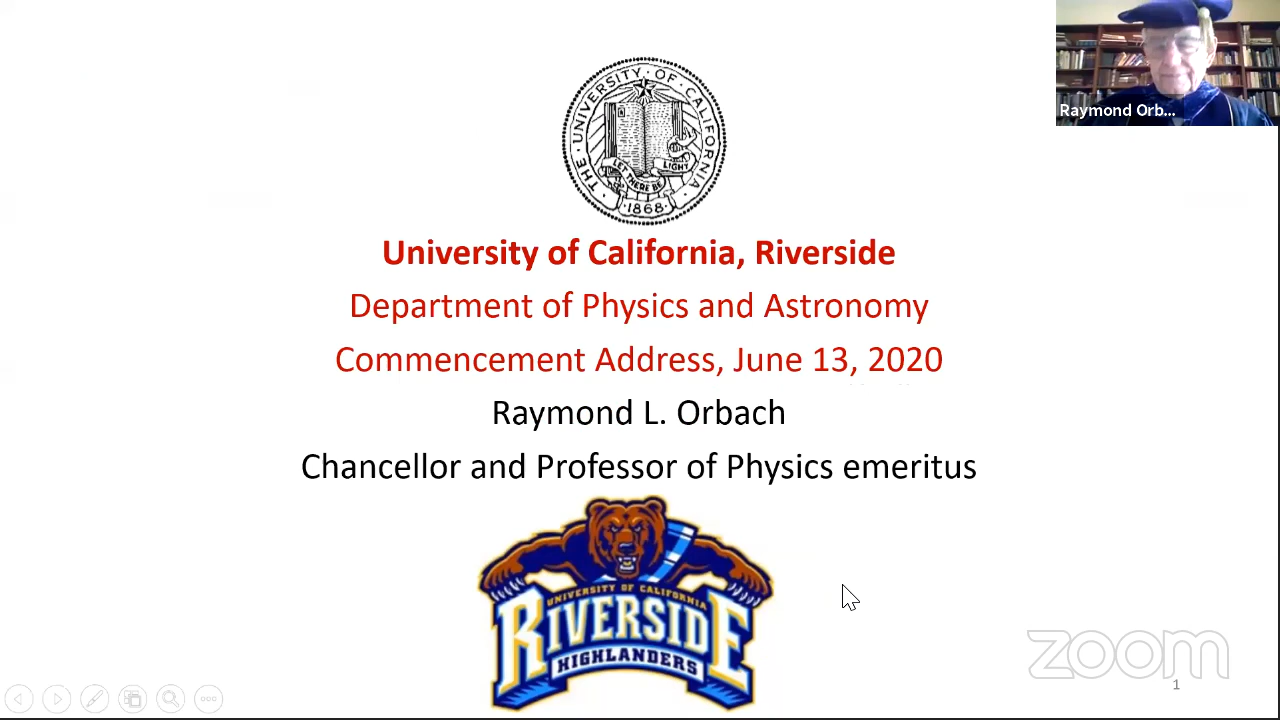 THE UNIVERSITY OF CALIFORNIA
LET THERE BE LIGHT
1868
Raymond Orb...
University of California, Riverside
Department of Physics and Astronomy
Commencement Address, June 13, 2020
Raymond L. Orbach
Chancellor and Professor of Physics emeritus
UNIVERSITY OF CALIFORNIA
RIVERSIDE
HIGHLANDERS
zoom
1